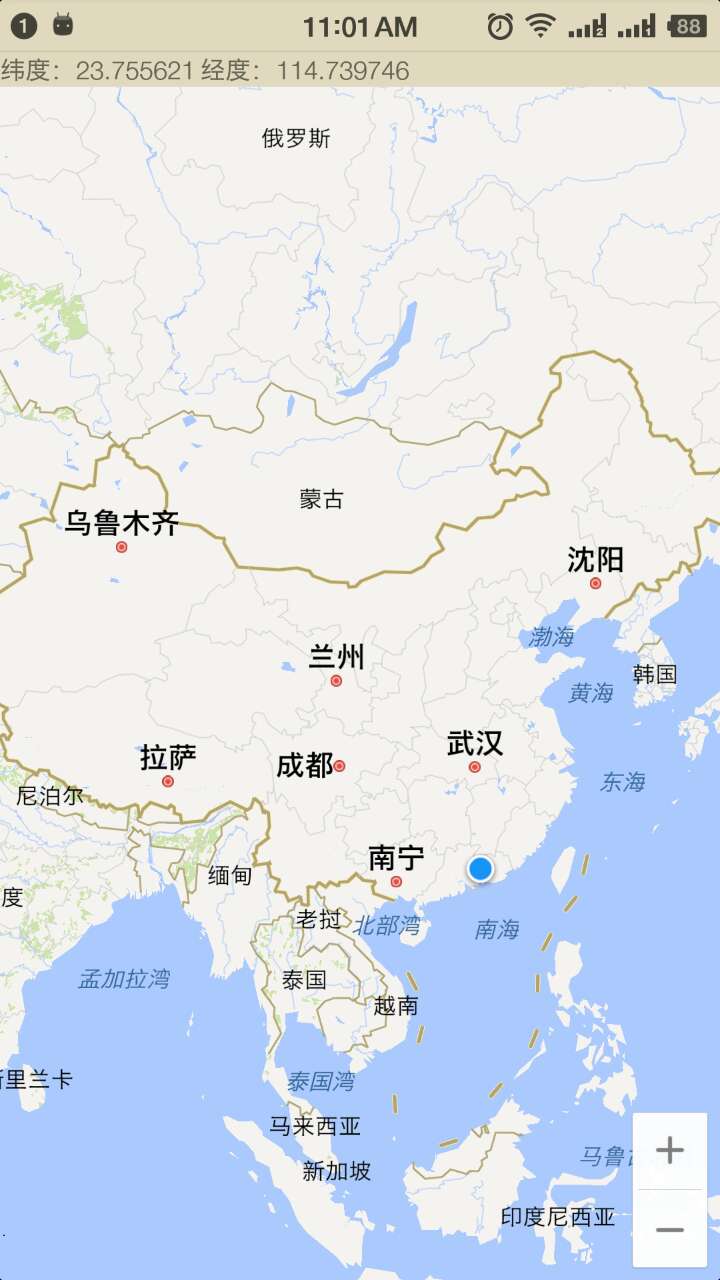 1 11:01 AM 2 88
纬度：23.755621 经度：114.739746
俄罗斯
蒙古
乌鲁木齐
沈阳
渤海
兰州
韩国
黄海
武汉
拉萨
成都
东海
尼泊尔
南宁
缅甸
度
老挝
北部湾
南海
孟加拉湾
泰国
越南
里兰卡
泰国湾
马来西亚
马鲁
新加坡
印度尼西亚
+
−